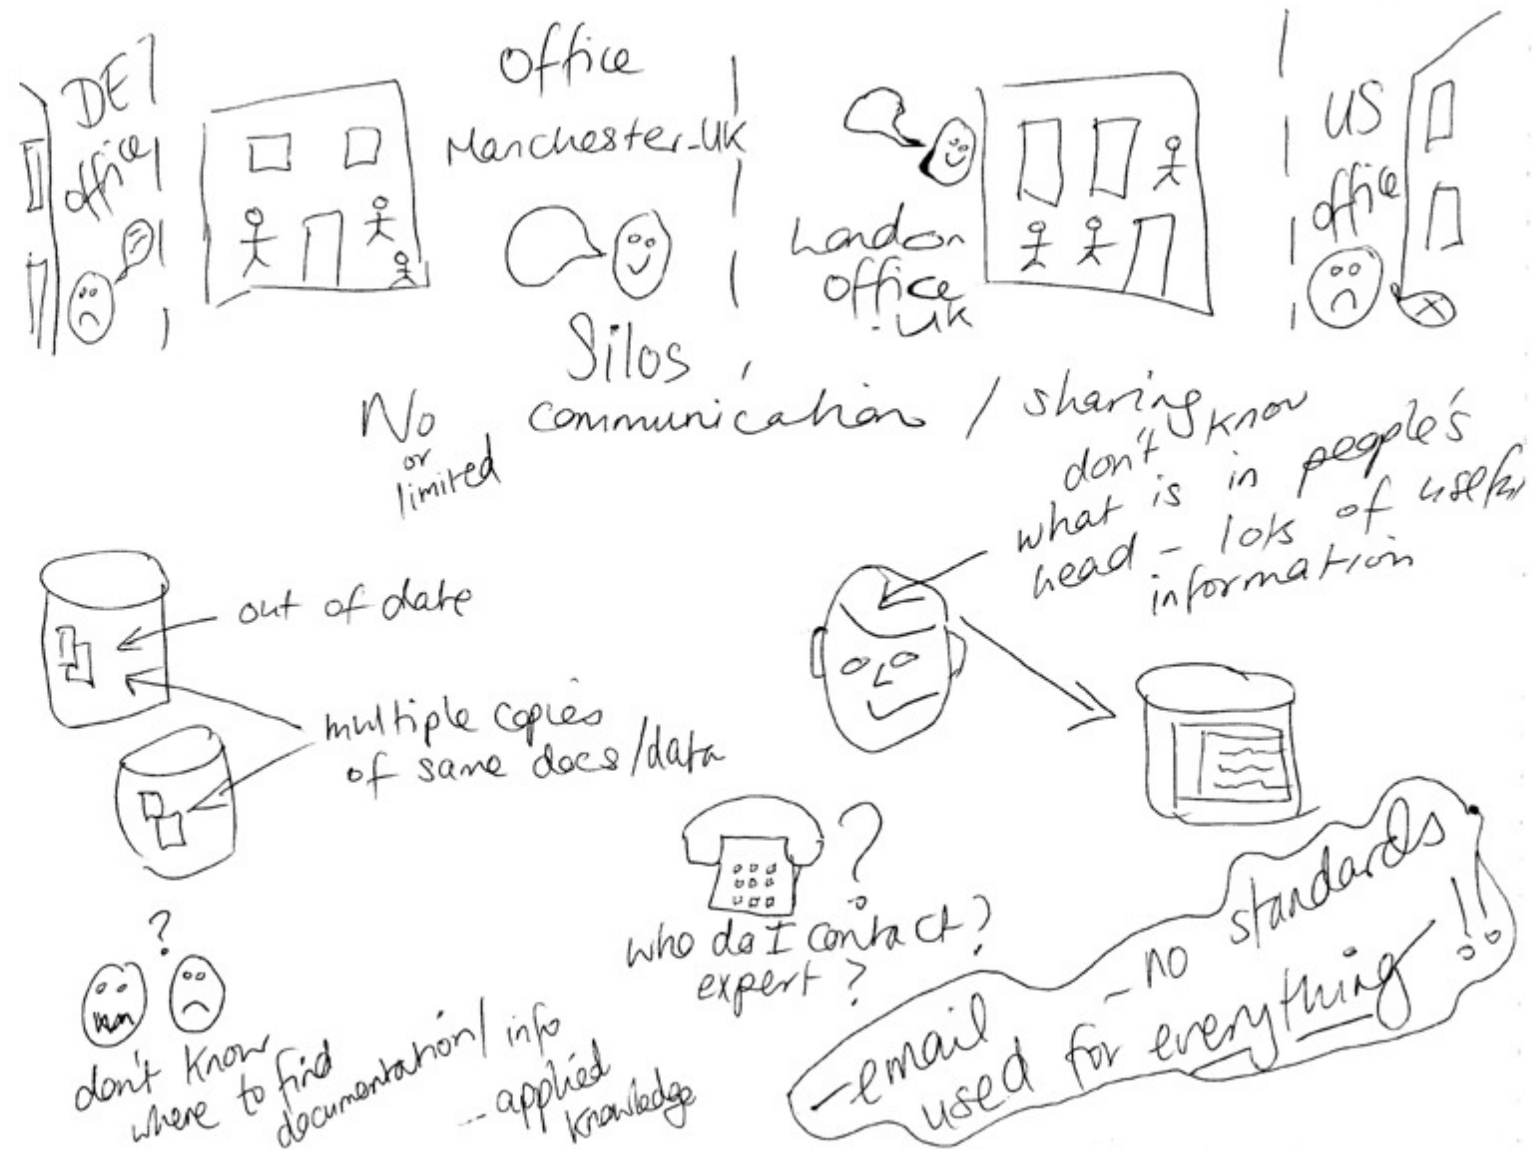 DE
office
Office
Manchester-UK
London
office
-UK
US
office
Silos
No
or
limited
communication / sharing
don't know
what is in people's
head - lots of useful
information
out of date
multiple copies
of same docs/data
?
who do I contact?
expert?
?
don't know
where to find
documentation/info
... applied
knowledge
-email - no standards
used for everything !!